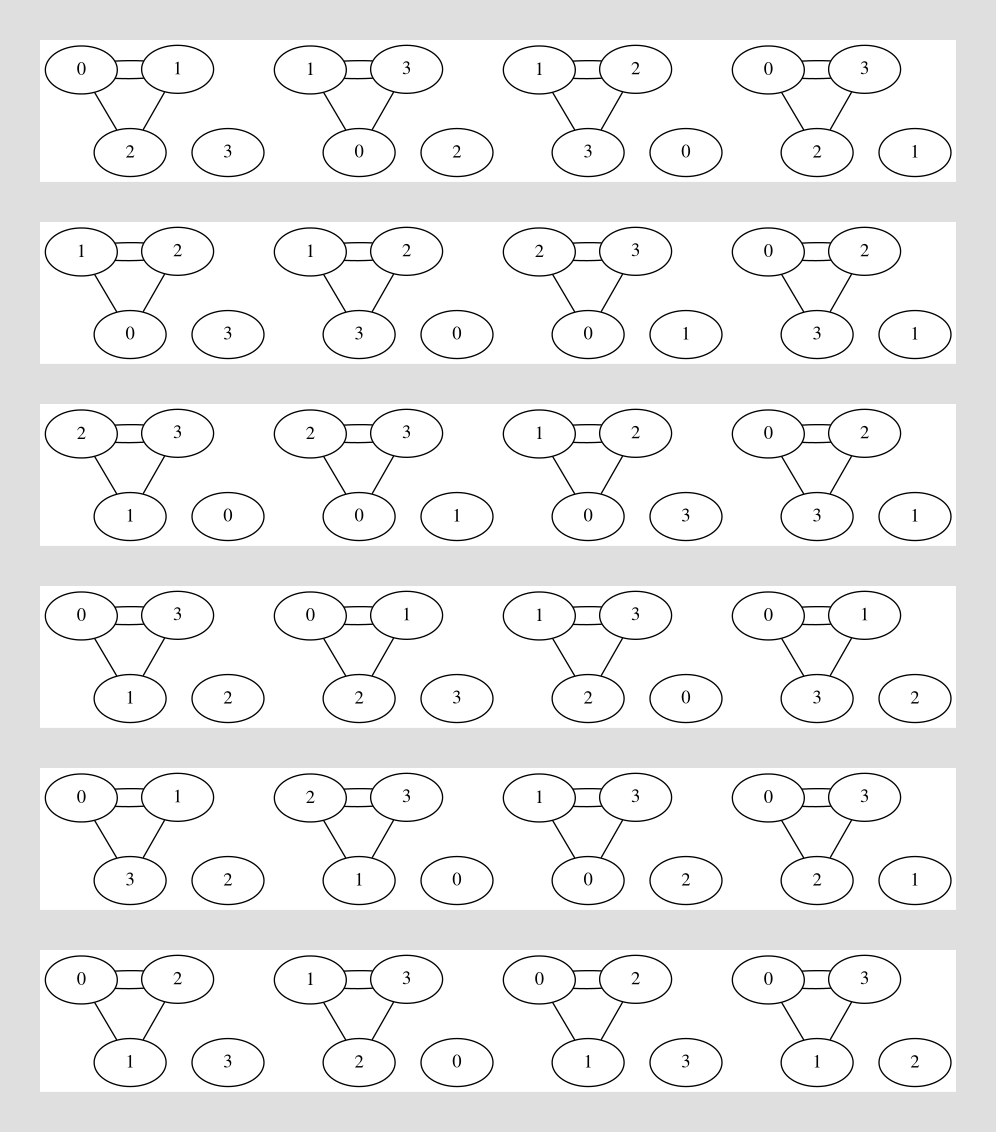 0 1 1 3 1 2 0 3
2 3 0 2 3 0 2 1
1 2 1 2 2 3 0 2
0 3 3 0 0 1 3 1
2 3 2 3 1 2 0 2
1 0 0 1 0 3 3 1
0 3 0 1 1 3 0 1
1 2 2 3 2 0 3 2
0 1 2 3 1 3 0 3
3 2 1 0 0 2 2 1
0 2 1 3 0 2 0 3
1 3 2 0 1 3 1 2